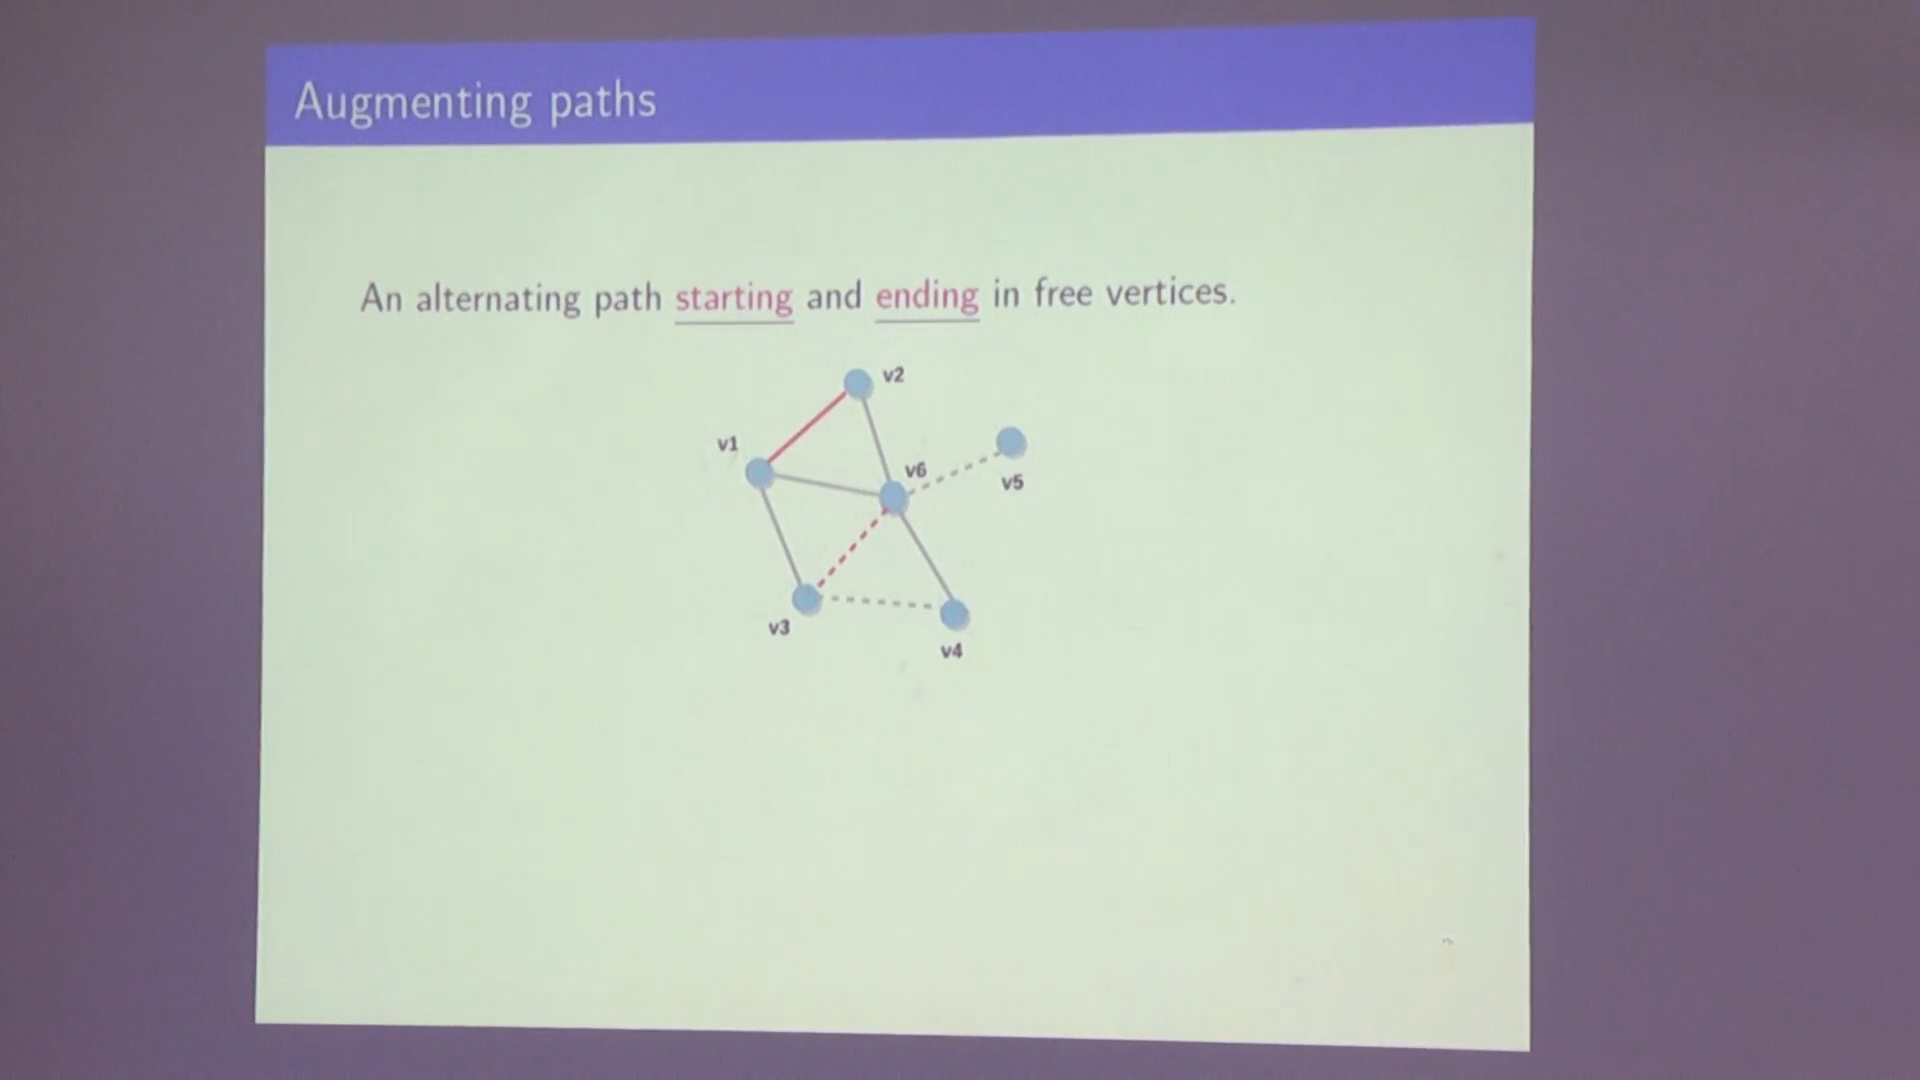 Augmenting paths
An alternating path starting and ending in free vertices.
v2
v1
v6
v5
v3
v4